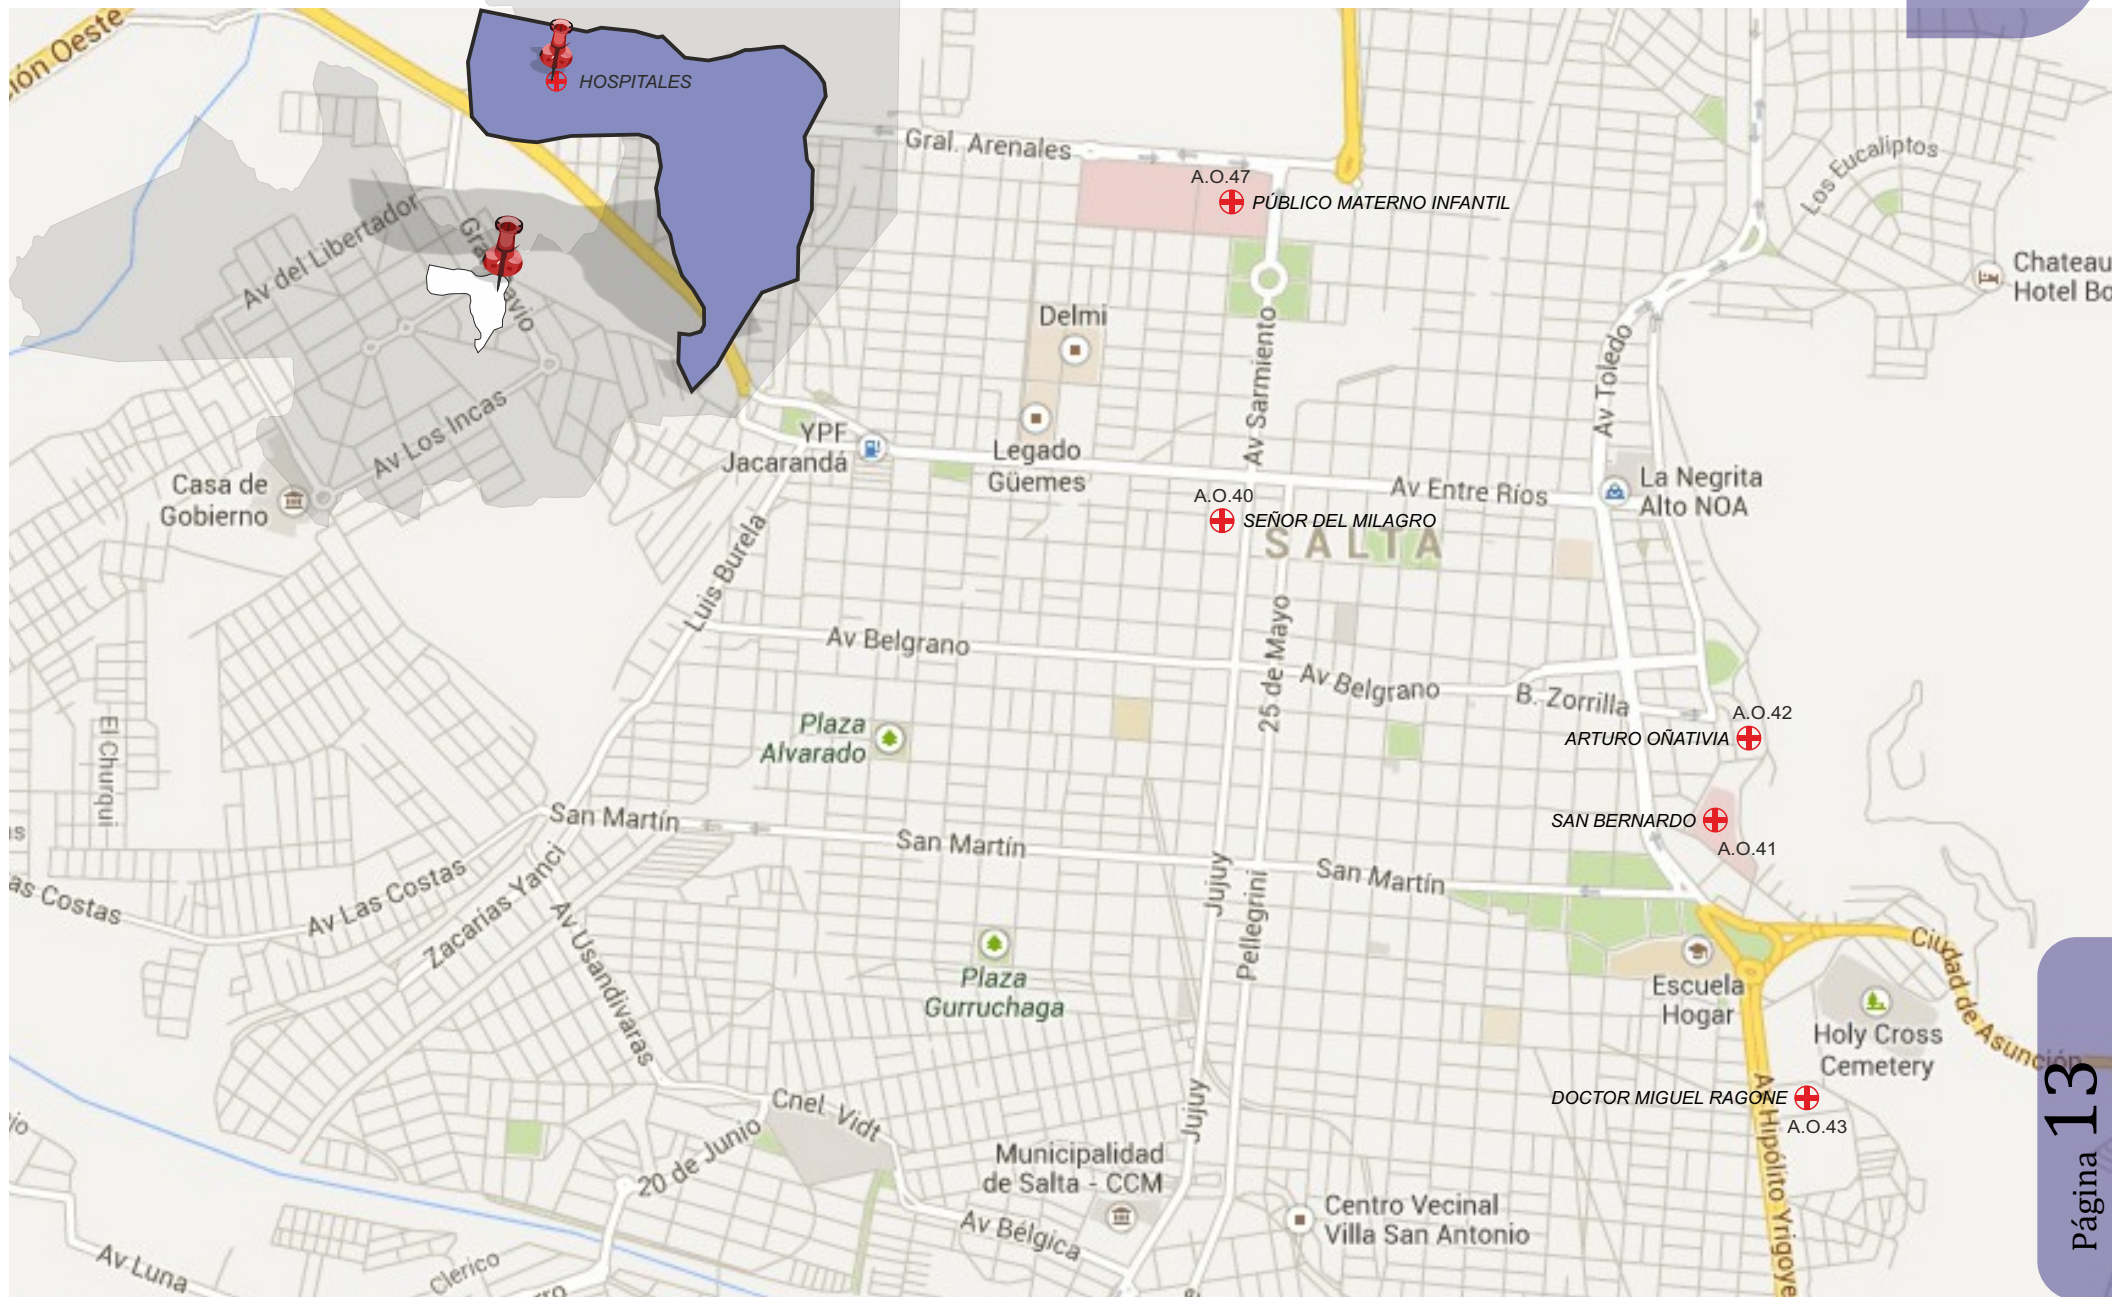 ión Oeste
HOSPITALES
Gral. Arenales
A.O.47
PÚBLICO MATERNO INFANTIL
Los Eucaliptos
Av del Libertador
Chateau
Hotel Bo
Delmi
Av Sarmiento
Av Toledo
YPF
Jacarandá
Legado
Güemes
Av Los Incas
Casa de
Gobierno
Av Entre Ríos
La Negrita
Alto NOA
A.O.40
SEÑOR DEL MILAGRO
SALTA
Luis Burela
Av Belgrano
25 de Mayo
Av Belgrano
B. Zorrilla
A.O.42
ARTURO OÑATIVIA
Plaza
Alvarado
El Churqui
San Martín
San Martín
San Martín
SAN BERNARDO
A.O.41
as
as Costas
Av Las Costas
Zacarías Yanci
Av Usandivaras
Jujuy
Pellegrini
Plaza
Gurruchaga
Escuela
Hogar
Ciudad de Asunción
Holy Cross
Cemetery
DOCTOR MIGUEL RAGONE
A.O.43
Av Hipólito Yrigoye
Cnel. Vidt
20 de Junio
Jujuy
Municipalidad
de Salta - CCM
Centro Vecinal
Villa San Antonio
Av Bélgica
Av Luna
Clerico
Página 13